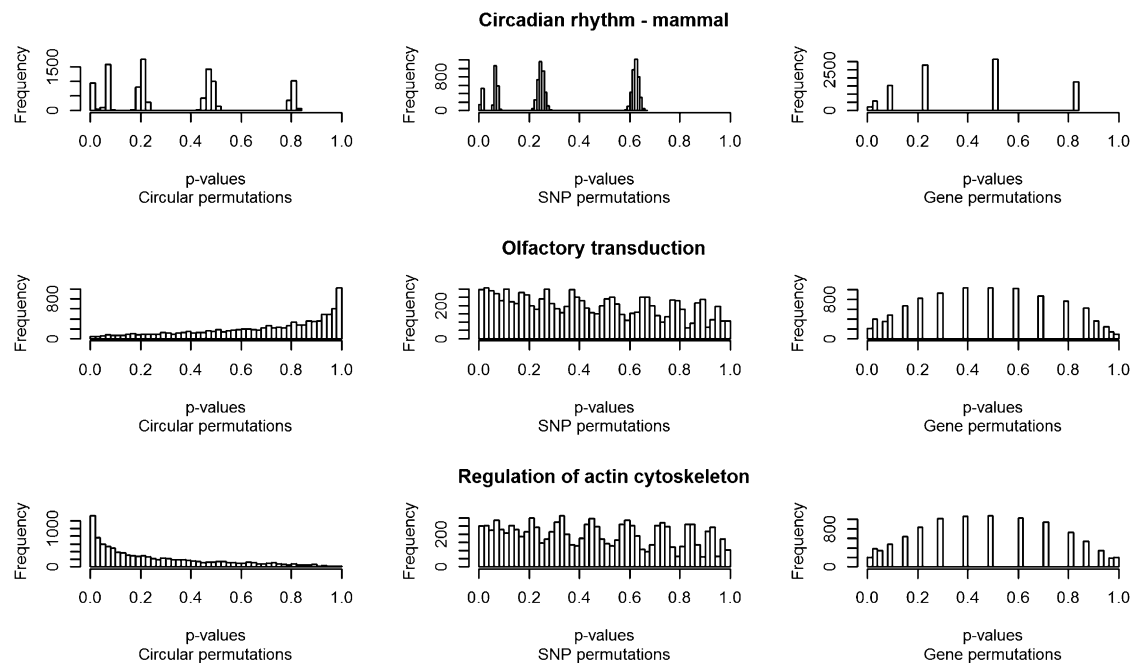 Circadian rhythm - mammal
Frequency
0 1500
0.0 0.2 0.4 0.6 0.8 1.0
p-values
Circular permutations
Frequency
0 800
0.0 0.2 0.4 0.6 0.8 1.0
p-values
SNP permutations
Frequency
0 2500
0.0 0.2 0.4 0.6 0.8 1.0
p-values
Gene permutations
Olfactory transduction
Frequency
0 800
0.0 0.2 0.4 0.6 0.8 1.0
p-values
Circular permutations
Frequency
0 200
0.0 0.2 0.4 0.6 0.8 1.0
p-values
SNP permutations
Frequency
0 800
0.0 0.2 0.4 0.6 0.8 1.0
p-values
Gene permutations
Regulation of actin cytoskeleton
Frequency
0 1000
0.0 0.2 0.4 0.6 0.8 1.0
p-values
Circular permutations
Frequency
0 200
0.0 0.2 0.4 0.6 0.8 1.0
p-values
SNP permutations
Frequency
0 800
0.0 0.2 0.4 0.6 0.8 1.0
p-values
Gene permutations